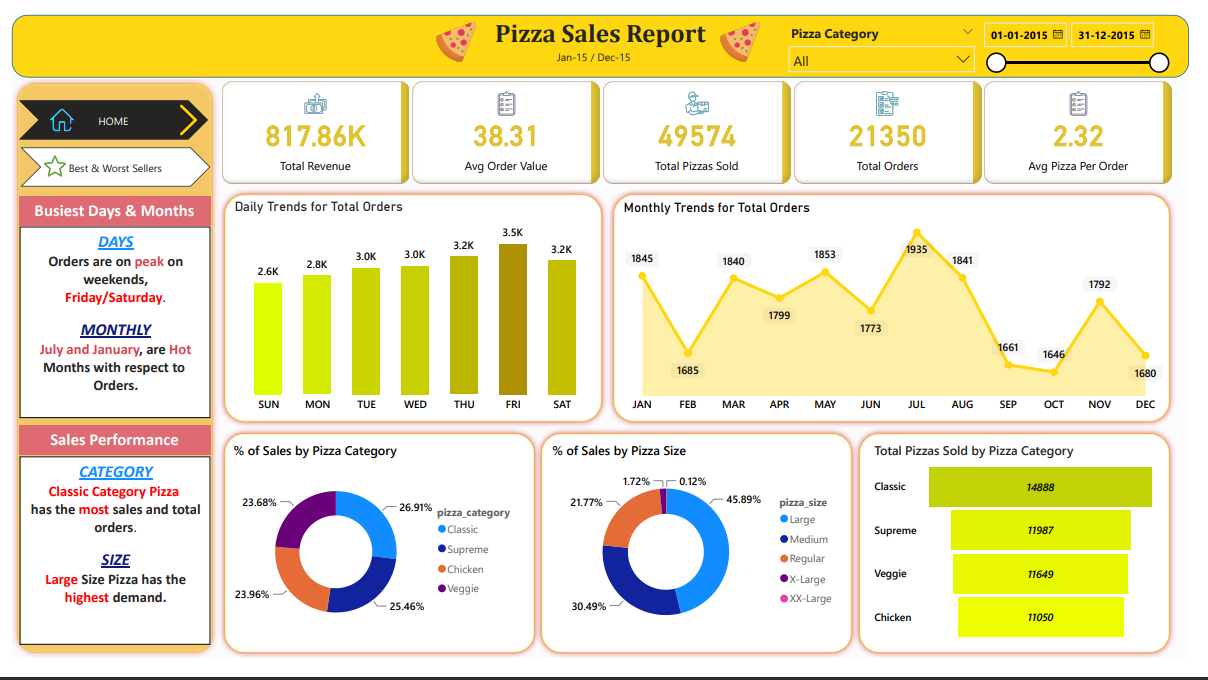 Pizza Sales Report
Jan-15 / Dec-15
Pizza Category
All
01-01-2015
31-12-2015
HOME
Best & Worst Sellers
Busiest Days & Months
DAYS
Orders are on peak on
weekends,
Friday/Saturday.
MONTHLY
July and January, are Hot
Months with respect to
Orders.
Sales Performance
CATEGORY
Classic Category Pizza
has the most sales and total
orders.
SIZE
Large Size Pizza has the
highest demand.
817.86K
Total Revenue
38.31
Avg Order Value
49574
Total Pizzas Sold
21350
Total Orders
2.32
Avg Pizza Per Order
Daily Trends for Total Orders
2.6K
2.8K
3.0K
3.0K
3.2K
3.5K
3.2K
SUN MON TUE WED THU FRI SAT
Monthly Trends for Total Orders
1845
1685
1840
1799
1853
1773
1935
1841
1661
1646
1792
1680
JAN FEB MAR APR MAY JUN JUL AUG SEP OCT NOV DEC
% of Sales by Pizza Category
23.68%
26.91%
23.96%
25.46%
pizza_category
Classic
Supreme
Chicken
Veggie
% of Sales by Pizza Size
1.72%
0.12%
21.77%
45.89%
30.49%
pizza_size
Large
Medium
Regular
X-Large
XX-Large
Total Pizzas Sold by Pizza Category
Classic 14888
Supreme 11987
Veggie 11649
Chicken 11050